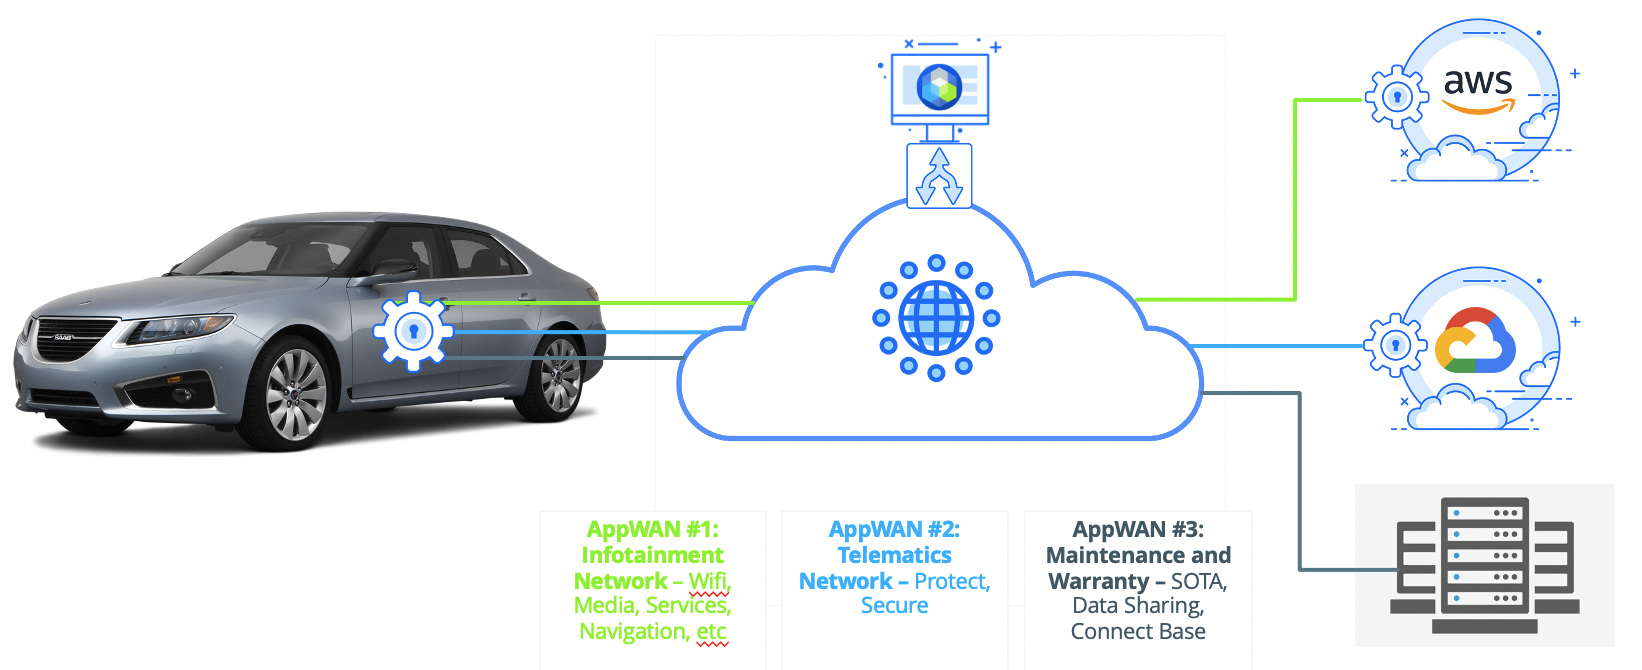 aws
SAAB
AppWAN #1:
Infotainment
Network – Wifi,
Media, Services,
Navigation, etc
AppWAN #2:
Telematics
Network – Protect,
Secure
AppWAN #3:
Maintenance and
Warranty – SOTA,
Data Sharing,
Connect Base